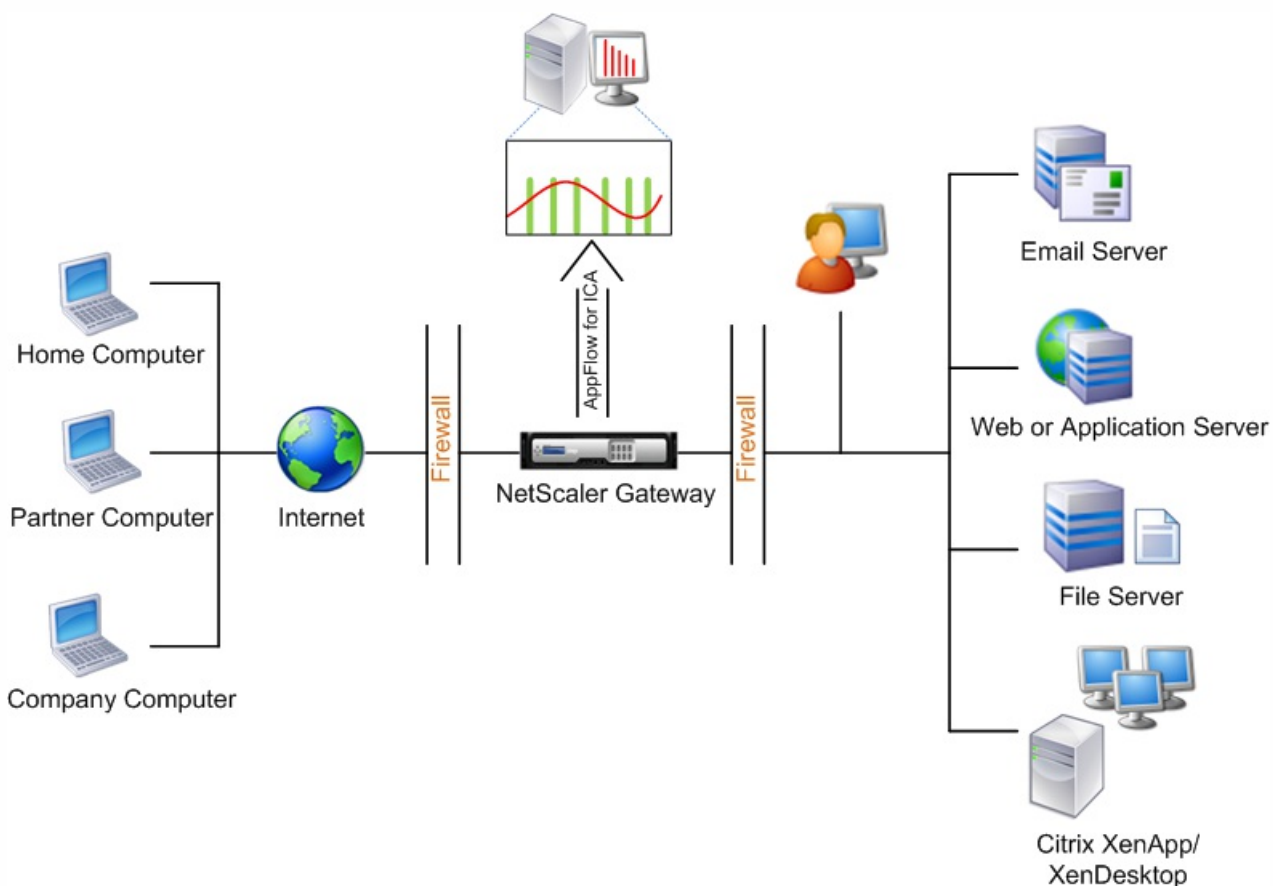 AppFlow for ICA
Home Computer
Partner Computer
Company Computer
Internet
Firewall
NetScaler Gateway
Firewall
Email Server
Web or Application Server
File Server
Citrix XenApp/
XenDesktop